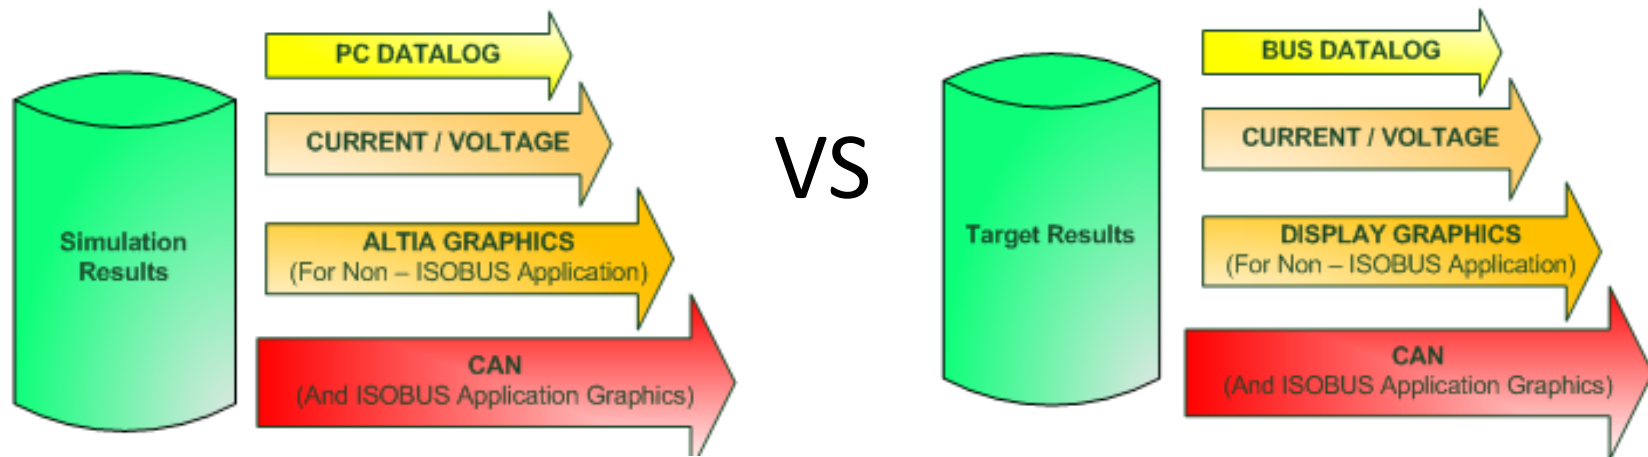 PC DATALOG
CURRENT / VOLTAGE
Simulation
Results
ALTIA GRAPHICS
(For Non – ISOBUS Application)
CAN
(And ISOBUS Application Graphics)
VS
BUS DATALOG
CURRENT / VOLTAGE
Target Results
DISPLAY GRAPHICS
(For Non – ISOBUS Application)
CAN
(And ISOBUS Application Graphics)